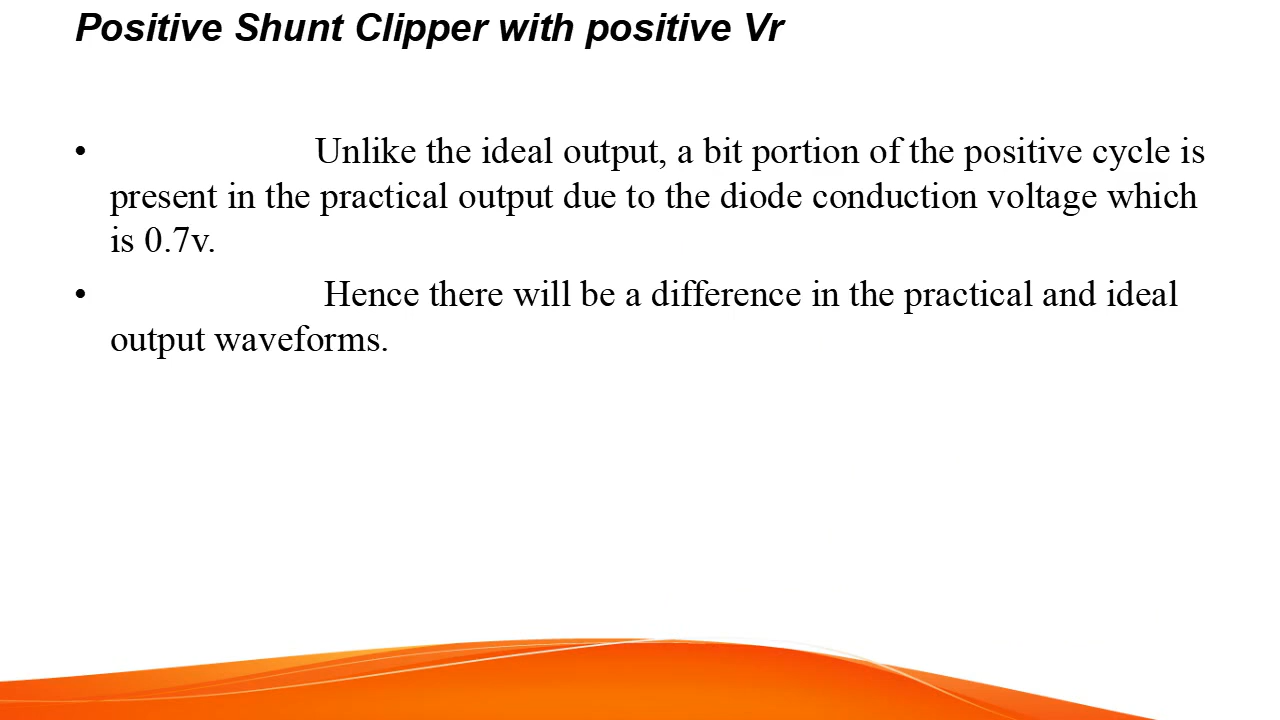 Positive Shunt Clipper with positive Vr
• Unlike the ideal output, a bit portion of the positive cycle is
present in the practical output due to the diode conduction voltage which
is 0.7v.
• Hence there will be a difference in the practical and ideal
output waveforms.